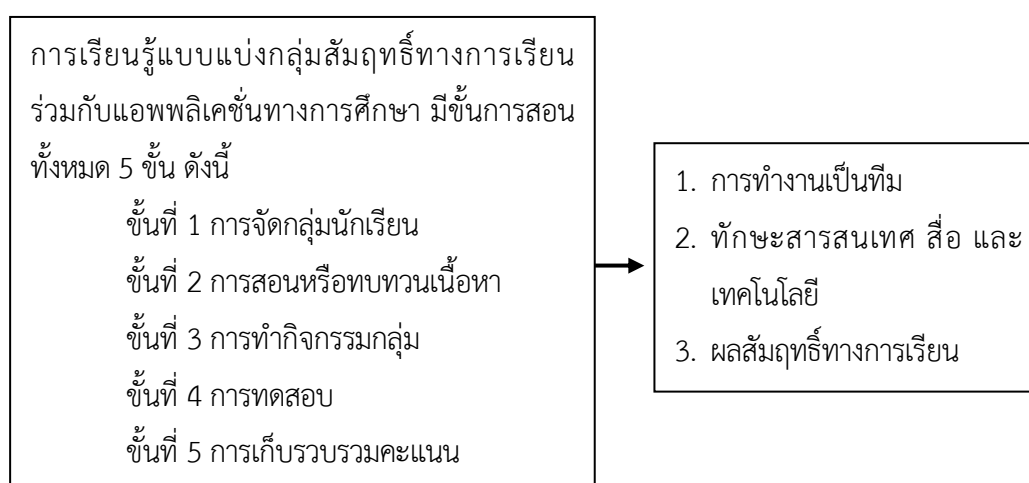 การเรียนรู้แบบแบ่งกลุ่มสัมฤทธิ์ทางการเรียน
ร่วมกับแอพพลิเคชั่นทางการศึกษา มีขั้นการสอน
ทั้งหมด 5 ขั้น ดังนี้
ขั้นที่ 1 การจัดกลุ่มนักเรียน
ขั้นที่ 2 การสอนหรือทบทวนเนื้อหา
ขั้นที่ 3 การทำกิจกรรมกลุ่ม
ขั้นที่ 4 การทดสอบ
ขั้นที่ 5 การเก็บรวบรวมคะแนน
1. การทำงานเป็นทีม
2. ทักษะสารสนเทศ สื่อ และ
เทคโนโลยี
3. ผลสัมฤทธิ์ทางการเรียน